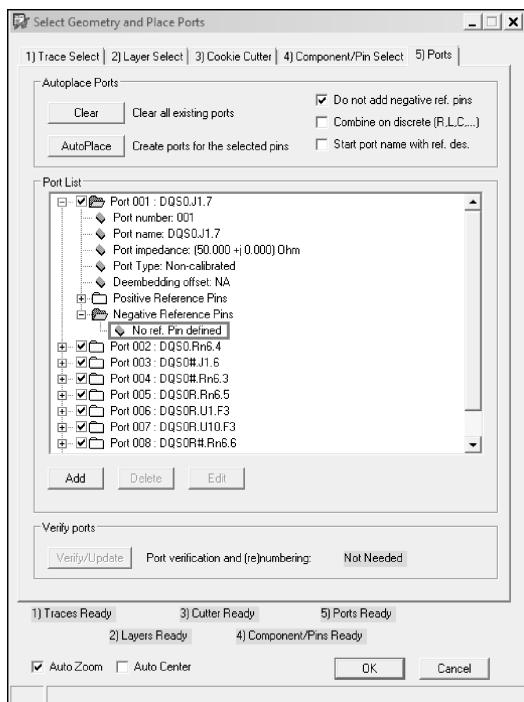 Select Geometry and Place Ports
1) Trace Select 2) Layer Select 3) Cookie Cutter 4) Component/Pin Select 5) Ports
Autoplace Ports
Clear Clear all existing ports
AutoPlace Create ports for the selected pins
Do not add negative ref. pins
Combine on discrete (R,L,C,...)
Start port name with ref. des.
Port List
Port 001 : DQS0.J1.7
Port number: 001
Port name: DQS0.J1.7
Port impedance: (50.000 +j 0.000) Ohm
Port Type: Non-calibrated
Deembedding offset: NA
Positive Reference Pins
Negative Reference Pins
No ref. Pin defined
Port 002 : DQS0.Rn6.4
Port 003 : DQS0#.J1.6
Port 004 : DQS0#.Rn6.3
Port 005 : DQS0R.Rn6.5
Port 006 : DQS0R.U1.F3
Port 007 : DQS0R.U10.F3
Port 008 : DQS0R#.Rn6.6
Add Delete Edit
Verify ports
Verify/Update Port verification and (re)numbering: Not Needed
1) Traces Ready 3) Cutter Ready 5) Ports Ready
2) Layers Ready 4) Component/Pins Ready
Auto Zoom Auto Center OK Cancel